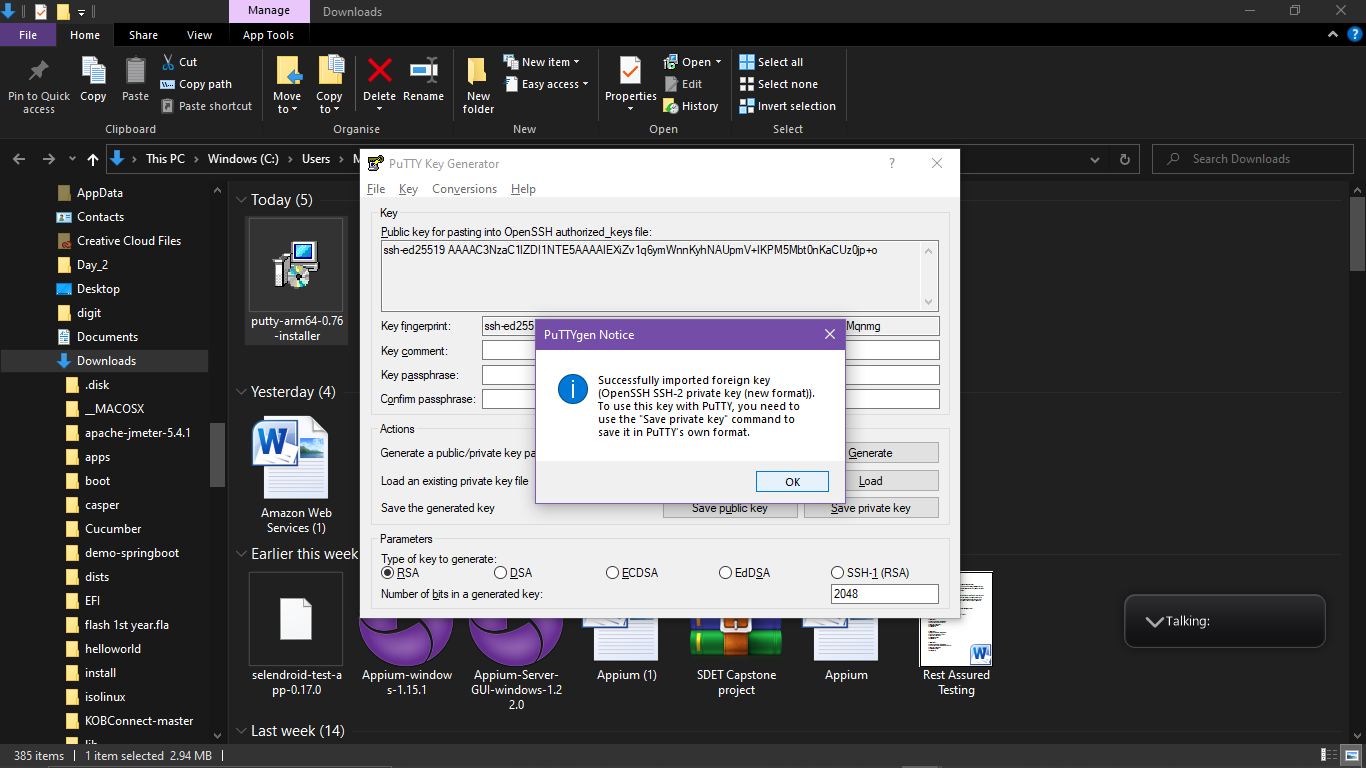 Manage
Downloads
File
Home
Share
View
App Tools
Pin to Quick
access
Copy
Paste
Cut
Copy path
Paste shortcut
Clipboard
Move
to
Copy
to
Delete
Rename
Organise
New
folder
New item
Easy access
New
Properties
Open
Edit
History
Open
Select all
Select none
Invert selection
Select
This PC
Windows (C:)
Users
Search Downloads
AppData
Contacts
Creative Cloud Files
Day_2
Desktop
digit
Documents
Downloads
.disk
__MACOSX
apache-jmeter-5.4.1
apps
boot
casper
Cucumber
demo-springboot
dists
EFI
flash 1st year.fla
helloworld
install
isolinux
KOBConnect-master
Today (5)
putty-arm64-0.76
-installer
Yesterday (4)
Amazon Web
Services (1)
Earlier this week
selendroid-test-a
pp-0.17.0
Appium-window
s-1.15.1
Appium-Server-
GUI-windows-1.2
2.0
Appium (1)
SDET Capstone
project
Appium
Rest Assured
Testing
Last week (14)
PuTTY Key Generator
?
File
Key
Conversions
Help
Key
Public key for pasting into OpenSSH authorized_keys file:
ssh-ed25519 AAAAC3NzaC1lZDI1NTE5AAAAIEXiZv1q6ymWnnKyhNAUpmV+IKPM5Mbt0nKaCUz0jp+o
Key fingerprint:
ssh-ed255
Mqnmg
Key comment:
Key passphrase:
Confirm passphrase:
Actions
Generate a public/private key pa
Generate
Load an existing private key file
Load
Save the generated key
Save public key
Save private key
Parameters
Type of key to generate:
RSA
DSA
ECDSA
EdDSA
SSH-1 (RSA)
Number of bits in a generated key:
2048
PuTTYgen Notice
Successfully imported foreign key
(OpenSSH SSH-2 private key (new format)).
To use this key with PuTTY, you need to
use the "Save private key" command to
save it in PuTTY's own format.
OK
Talking:
385 items
1 item selected 2.94 MB